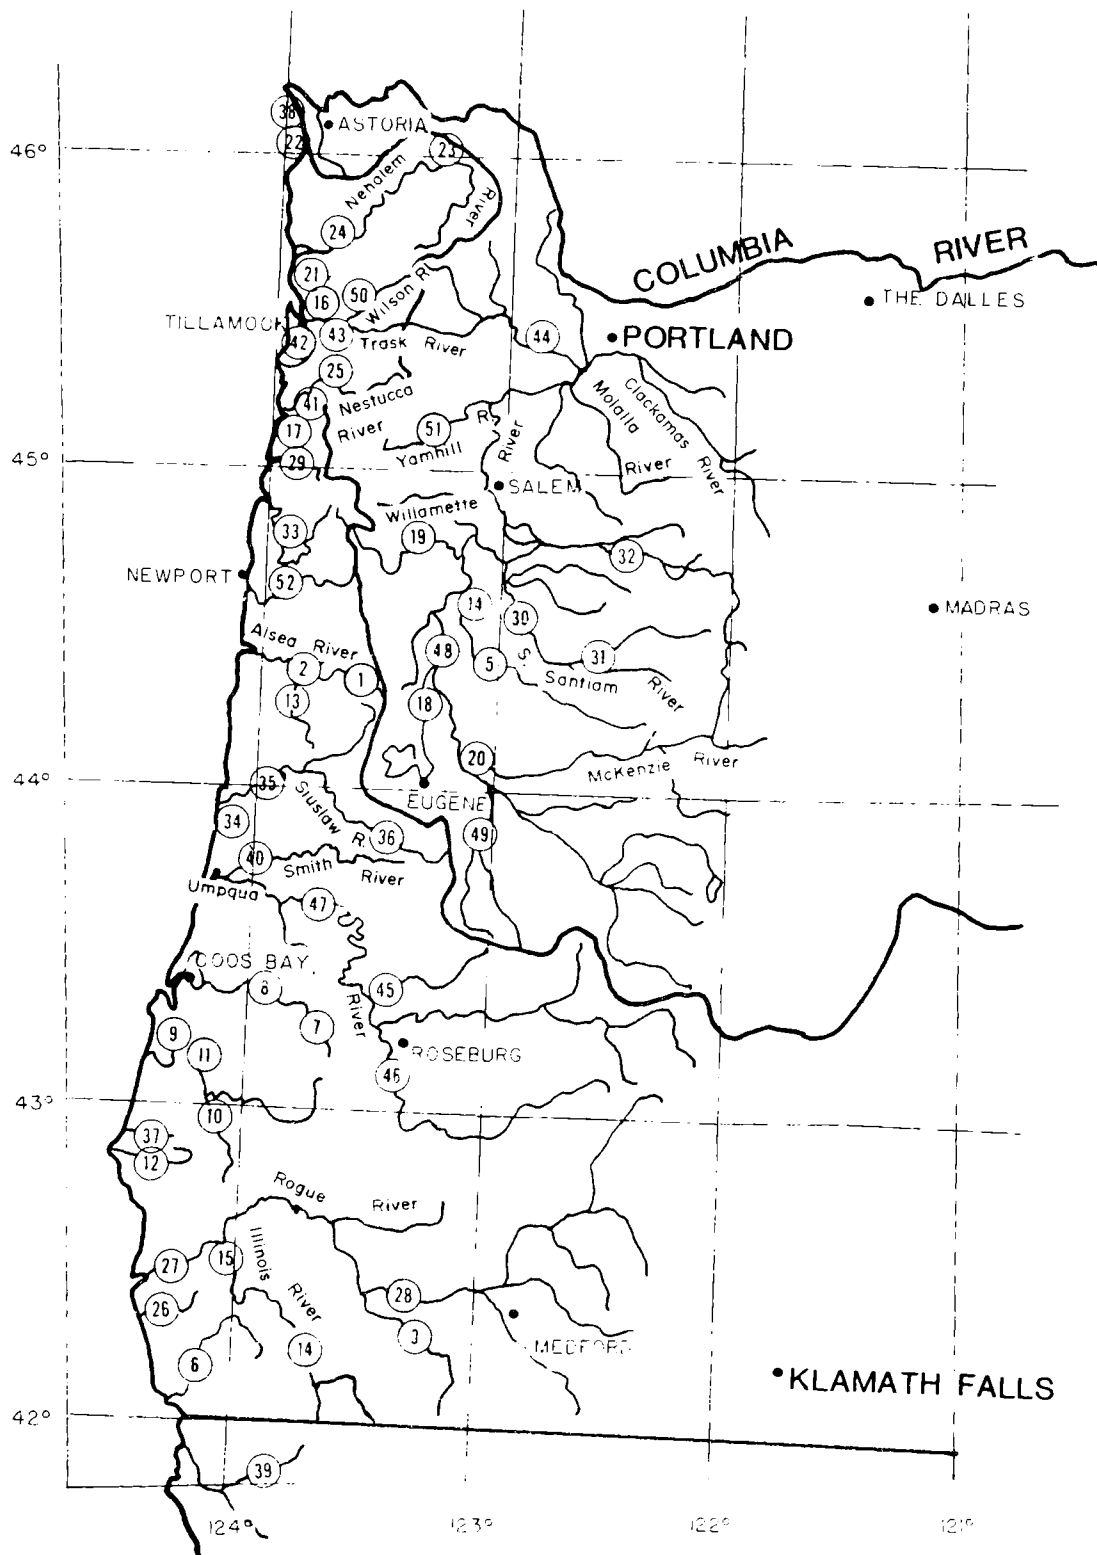 38
ASTORIA
22
46°
23
Nehalem
River
24
COLUMBIA RIVER
21
50
16
Wilson R.
THE DAILLES
TILLAMOOK
43
42
Trask River
44
PORTLAND
25
41
Nestucca
River
Clackamas
River
Molalla
River
17
51
Yamhill R.
River
45°
29
SALEM
Willamette
33
19
32
NEWPORT
52
14
30
MADRAS
Alsea River
48
2
1
5
31
S.
Santiam
River
13
18
20
McKenzie River
44°
35
EUGENE
Siuslaw
R.
34
36
49
40
Smith River
Umpqua
47
COOS BAY
8
45
River
9
7
11
ROSEBURG
46
43°
10
37
12
Rogue River
27
15
Illinois
River
26
28
3
MEDFORD
14
6
KLAMATH FALLS
42°
39
124°
123°
122°
121°